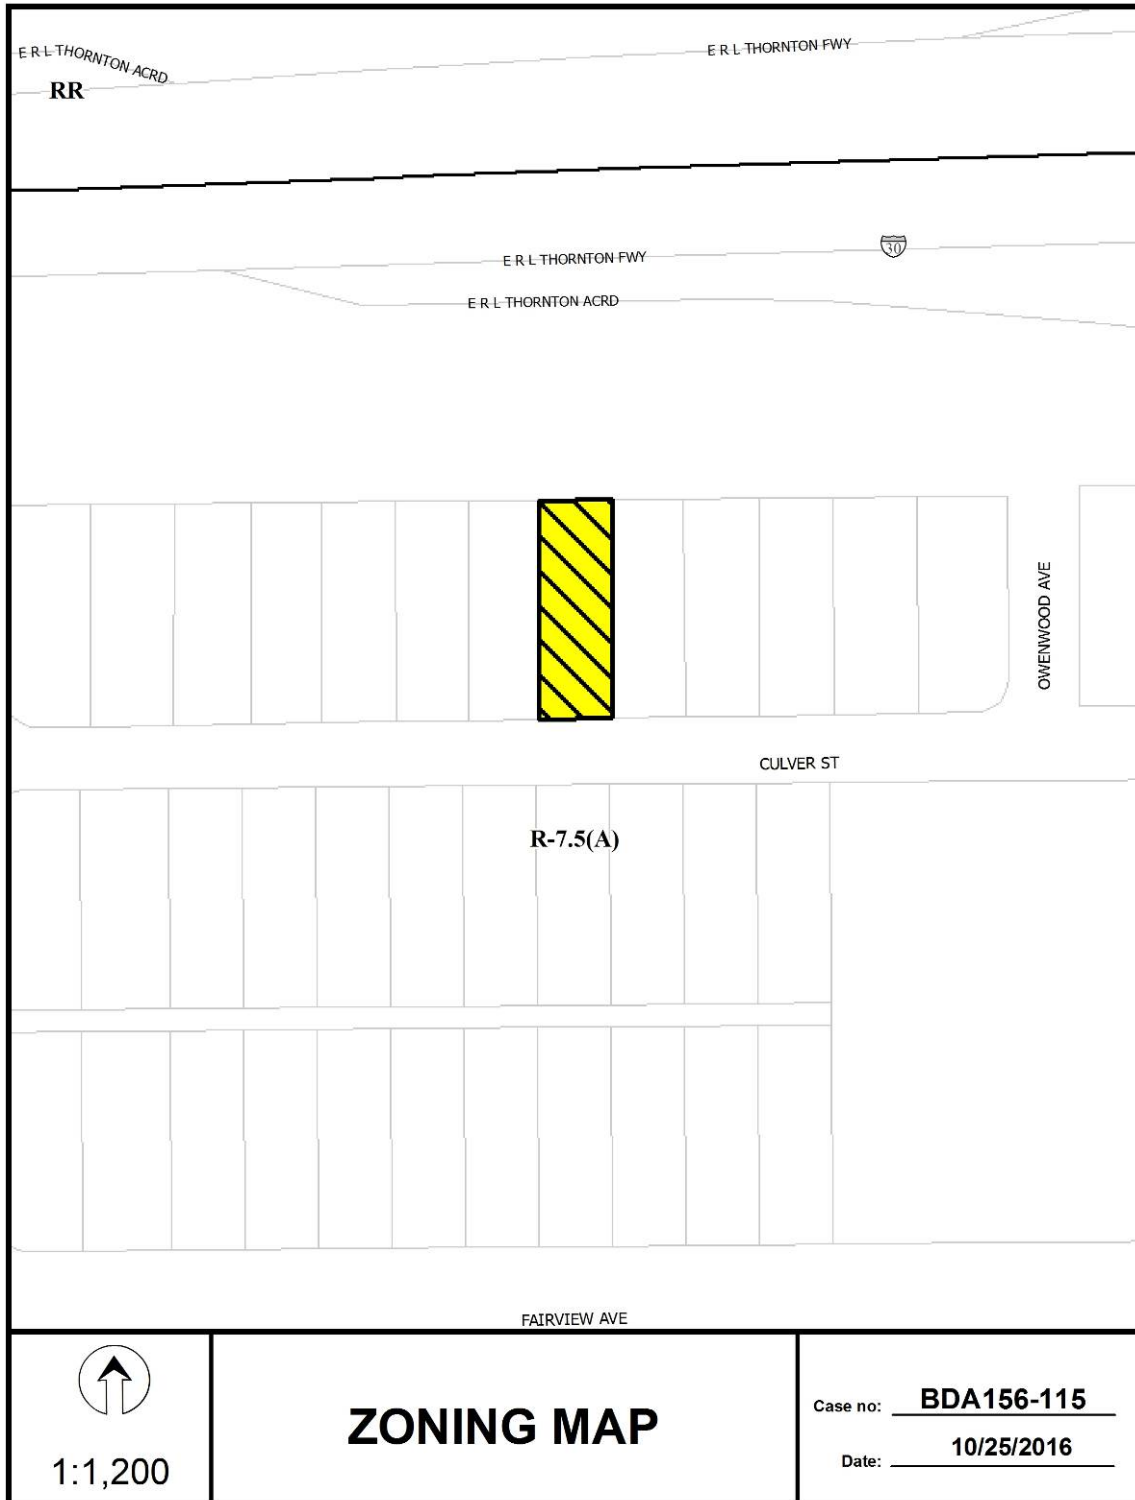 E R L THORNTON ACRD
E R L THORNTON FWY
RR
30
E R L THORNTON FWY
E R L THORNTON ACRD
OWENWOOD AVE
CULVER ST
R-7.5(A)
FAIRVIEW AVE
1:1,200
ZONING MAP
Case no: BDA156-115
Date: 10/25/2016